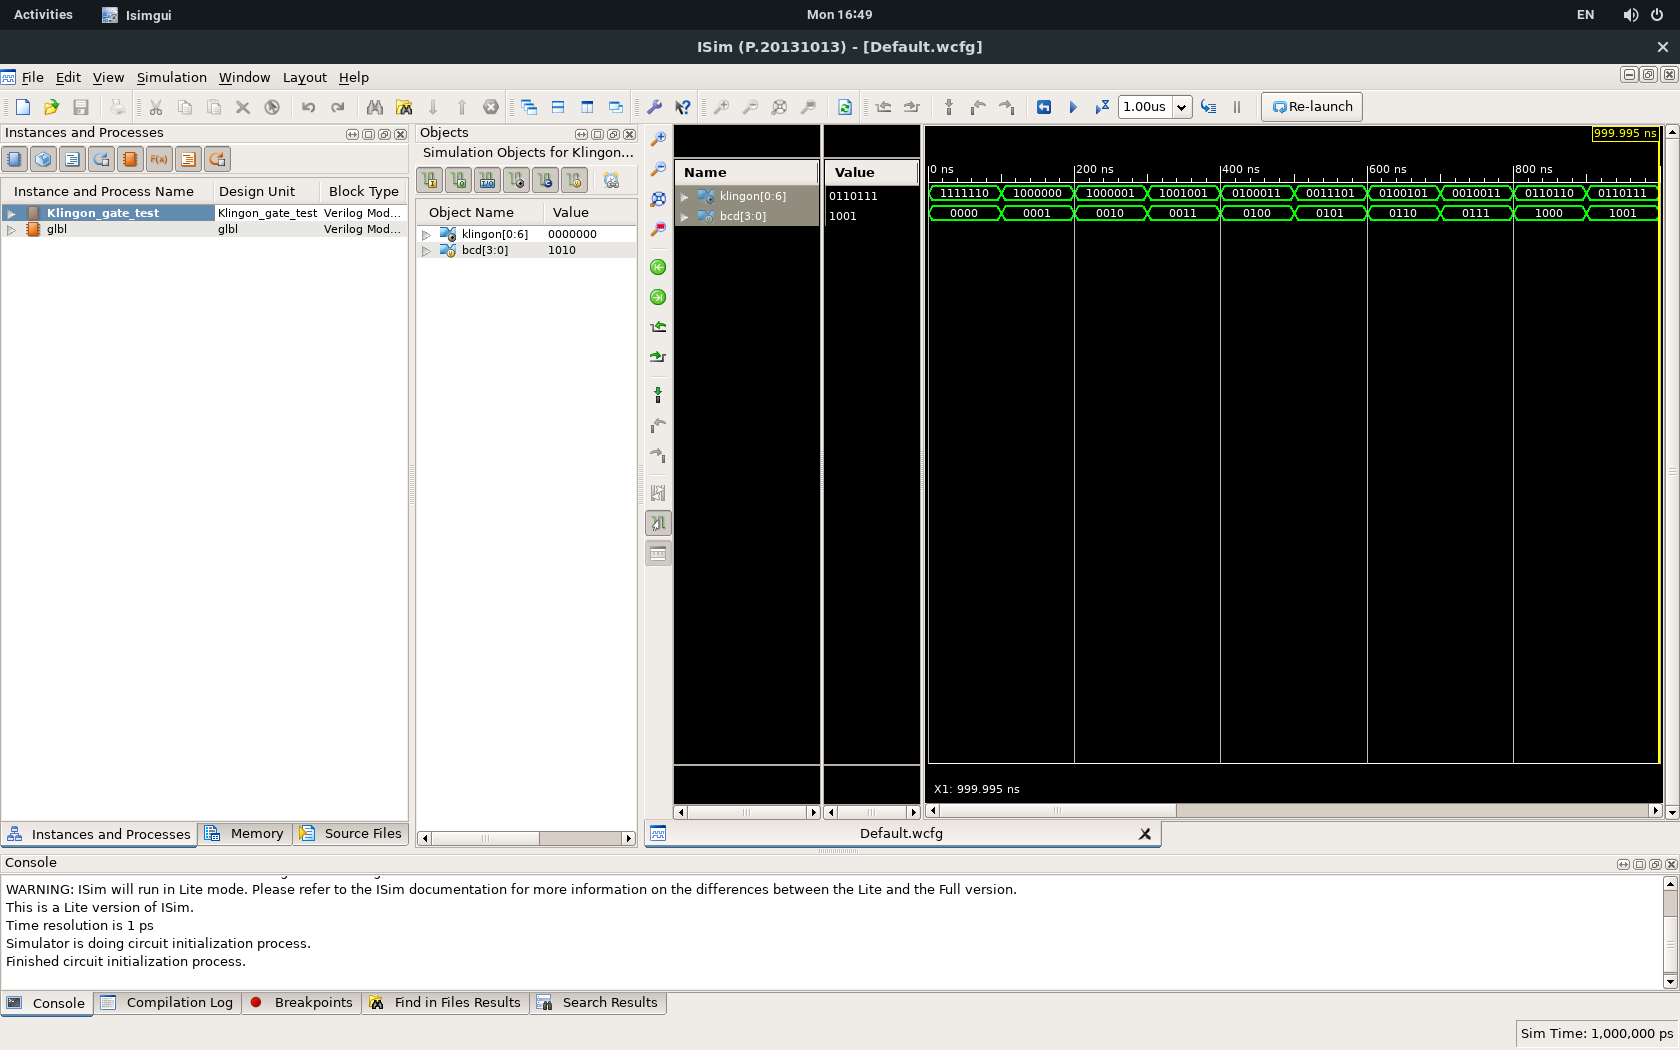 Activities Isimgui Mon 16:49 EN
ISim (P.20131013) - [Default.wcfg]
File Edit View Simulation Window Layout Help
1.00us Re-launch
Instances and Processes
Instance and Process Name Design Unit Block Type
Klingon_gate_test Klingon_gate_test Verilog Mod...
glbl glbl Verilog Mod...
Instances and Processes Memory Source Files
Objects
Simulation Objects for Klingon...
Object Name Value
klingon[0:6] 0000000
bcd[3:0] 1010
999.995 ns
0 ns 200 ns 400 ns 600 ns 800 ns
Name Value
klingon[0:6] 0110111 1111110 1000000 1000001 1001001 0100011 0011101 0100101 0010011 0110110 0110111
bcd[3:0] 1001 0000 0001 0010 0011 0100 0101 0110 0111 1000 1001
X1: 999.995 ns
Default.wcfg
Console
WARNING: ISim will run in Lite mode. Please refer to the ISim documentation for more information on the differences between the Lite and the Full version.
This is a Lite version of ISim.
Time resolution is 1 ps
Simulator is doing circuit initialization process.
Finished circuit initialization process.
Console Compilation Log Breakpoints Find in Files Results Search Results
Sim Time: 1,000,000 ps